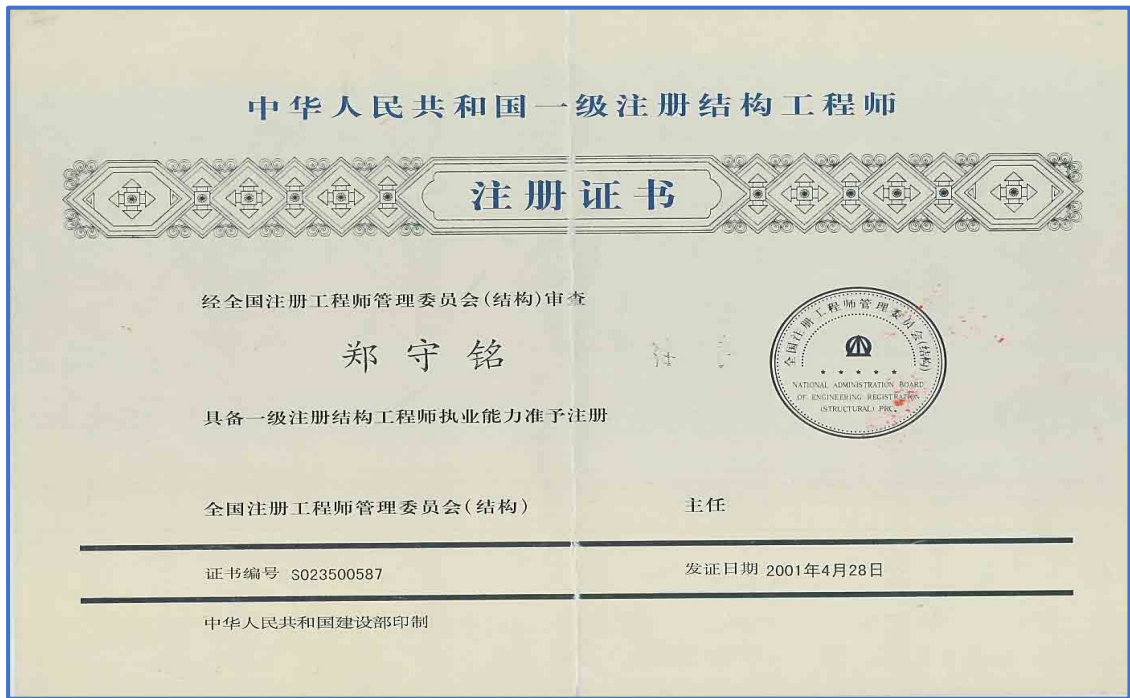 中华人民共和国一级注册结构工程师
注册证书
经全国注册工程师管理委员会(结构)审查
郑守铭
全国注册工程师管理委员会(结构)
NATIONAL ADMINISTRATION BOARD
OF ENGINEERING REGISTRATION
(STRUCTURAL) PRC
具备一级注册结构工程师执业能力准予注册
全国注册工程师管理委员会(结构)
主任
证书编号 S023500587
发证日期 2001年4月28日
中华人民共和国建设部印制